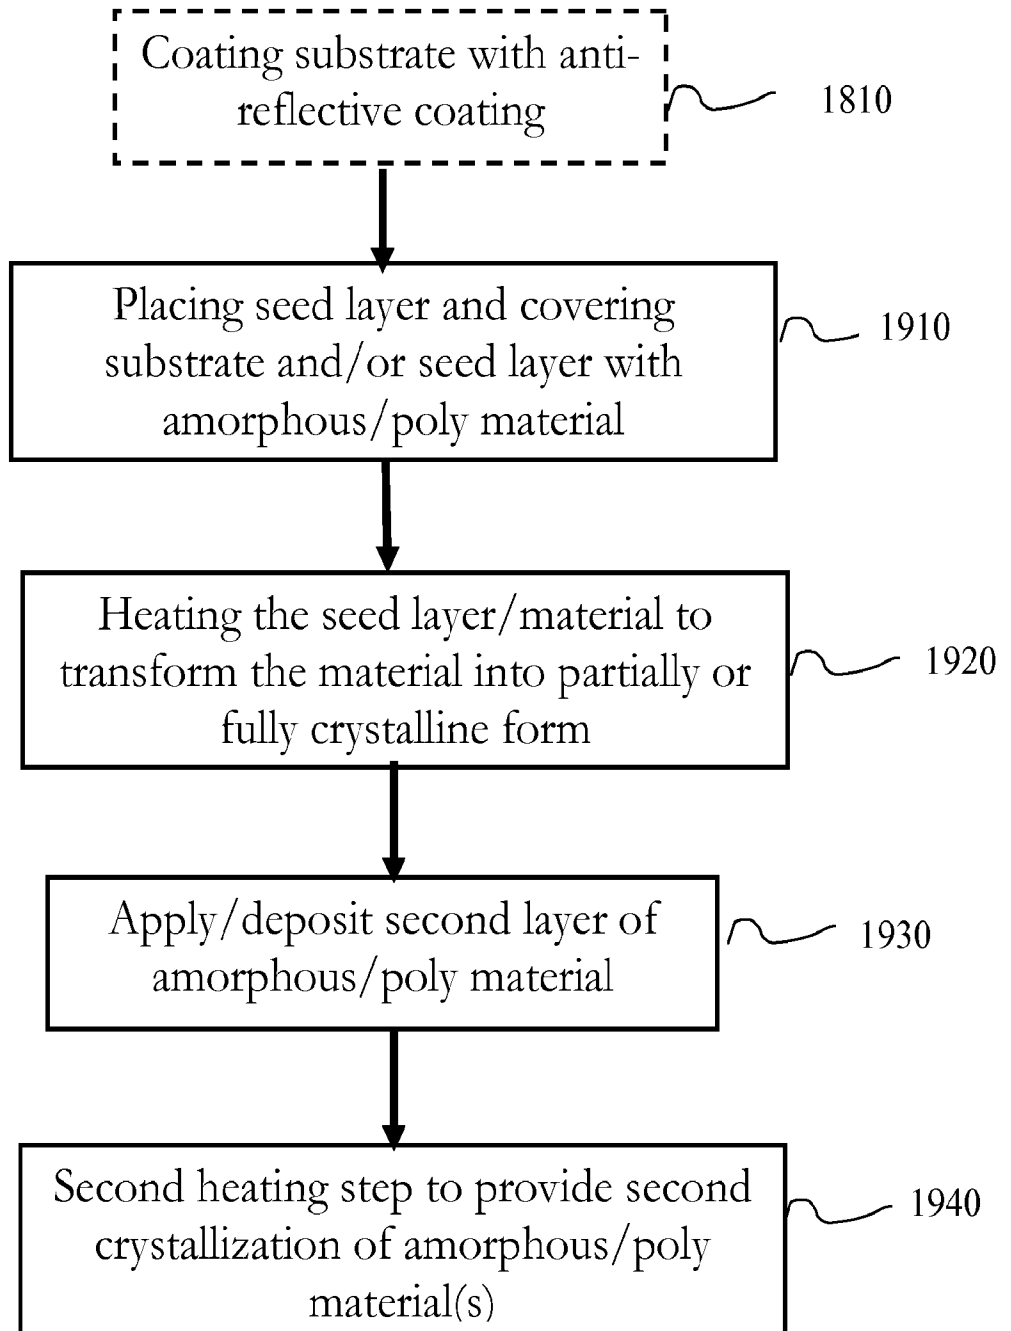 Coating substrate with anti-
reflective coating
1810
Placing seed layer and covering
substrate and/or seed layer with
amorphous/poly material
1910
Heating the seed layer/material to
transform the material into partially or
fully crystalline form
1920
Apply/deposit second layer of
amorphous/poly material
1930
Second heating step to provide second
crystallization of amorphous/poly
material(s)
1940